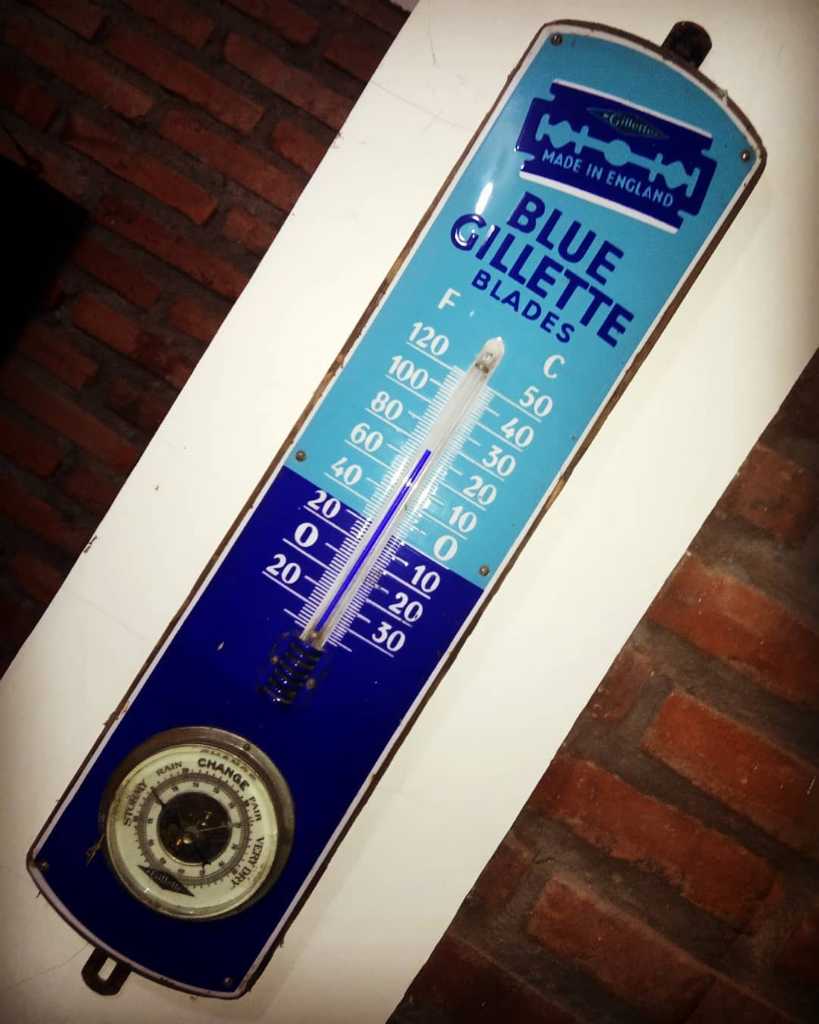 Gillette
MADE IN ENGLAND
BLUE
GILLETTE
BLADES
F C
120
100 50
80 40
60 30
40 20
20 10
0 0
20 10
20
30
STORMY RAIN CHANGE FAIR VERY DRY
Gillette